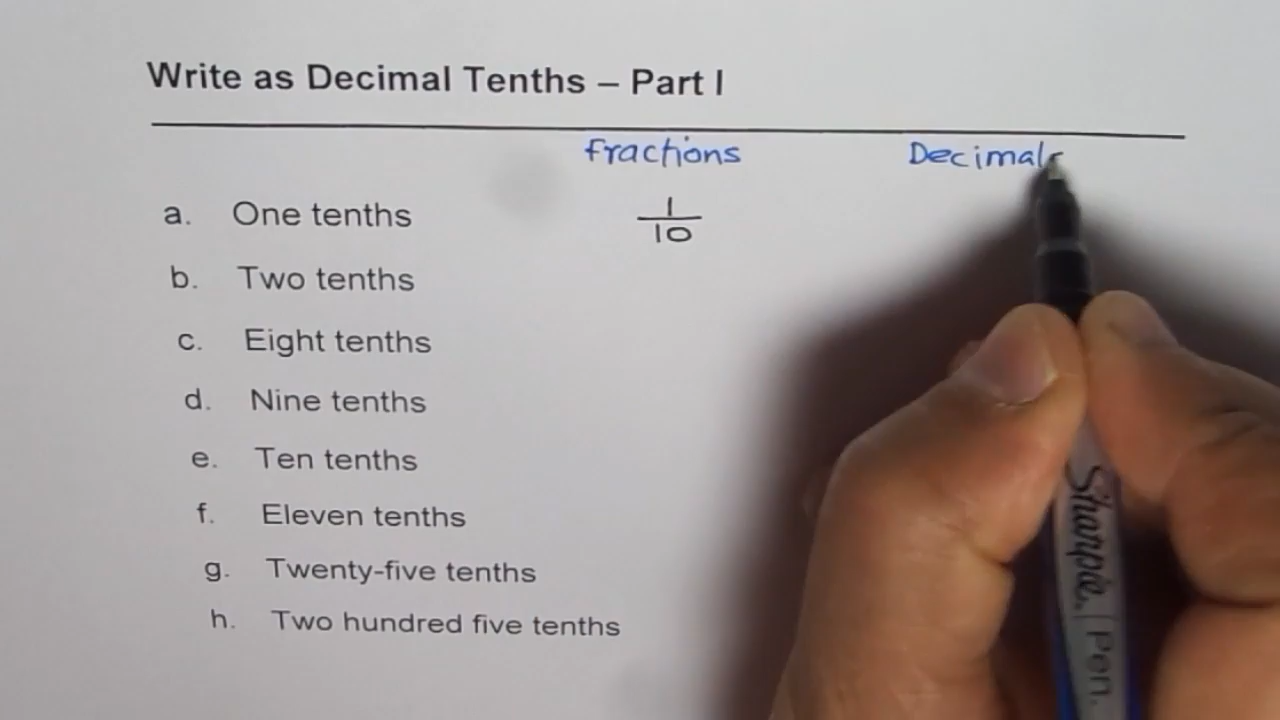 Write as Decimal Tenths – Part I
fractions Decimals
a. One tenths 1/10
b. Two tenths
c. Eight tenths
d. Nine tenths
e. Ten tenths
f. Eleven tenths
g. Twenty-five tenths
h. Two hundred five tenths
Sharpie. Pen.